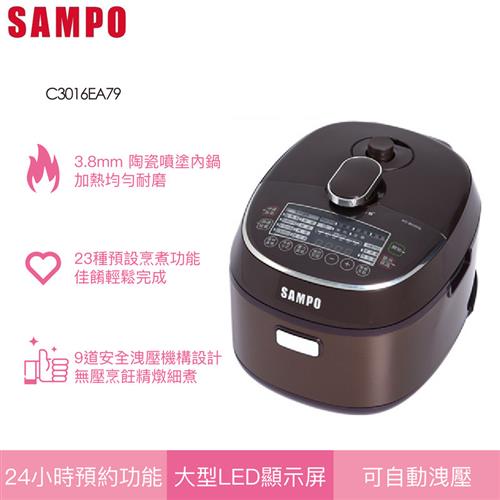 SAMPO
C3016EA79
3.8mm 陶瓷噴塗內鍋
加熱均勻耐磨
23種預設烹煮功能
佳餚輕鬆完成
9道安全洩壓機構設計
無壓烹飪精燉細煮
SAMPO
24小時預約功能
大型LED顯示屏
可自動洩壓